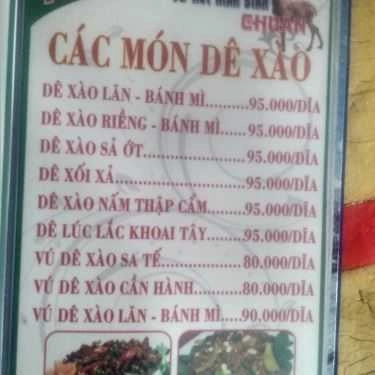 CHUẨN
CÁC MÓN DÊ XÀO
DÊ XÀO LĂN - BÁNH MÌ..........95.000/DĨA
DÊ XÀO RIỀNG - BÁNH MÌ......95.000/DĨA
DÊ XÀO SẢ ỚT........................95.000/DĨA
DÊ XỐI XẢ..............................95.000/DĨA
DÊ XÀO NẤM THẬP CẨM.......95.000/DĨA
DÊ LÚC LẮC KHOAI TÂY........95.000/DĨA
VÚ DÊ XÀO SA TẾ..................80.000/DĨA
VÚ DÊ XÀO CẦN HÀNH...........80.000/DĨA
VÚ DÊ XÀO LĂN - BÁNH MÌ.....90.000/DĨA